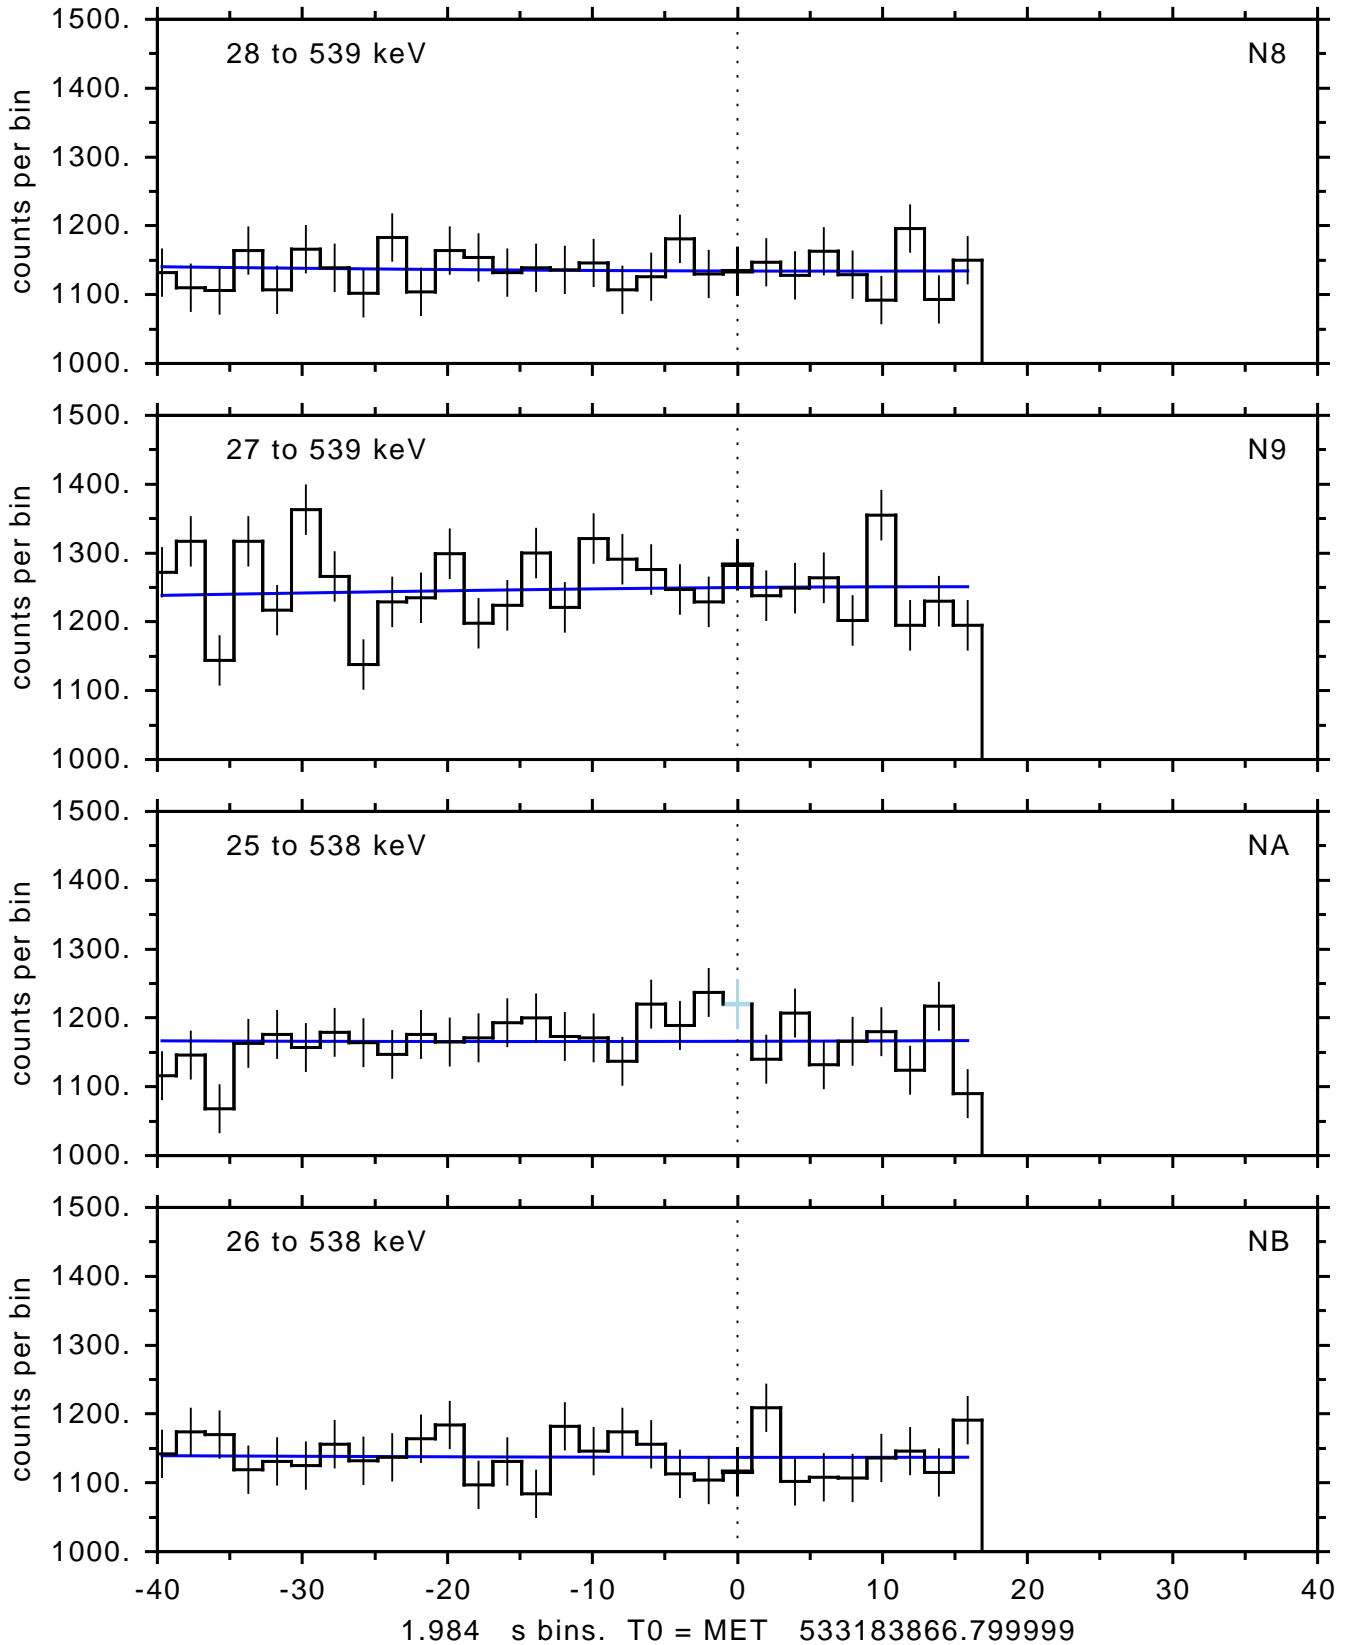 28 to 539 keV N8
1500.
1400.
1300.
1200.
1100.
1000.
counts per bin
27 to 539 keV N9
1500.
1400.
1300.
1200.
1100.
1000.
counts per bin
25 to 538 keV NA
1500.
1400.
1300.
1200.
1100.
1000.
counts per bin
26 to 538 keV NB
1500.
1400.
1300.
1200.
1100.
1000.
counts per bin
-40 -30 -20 -10 0 10 20 30 40
1.984 s bins. T0 = MET 533183866.799999